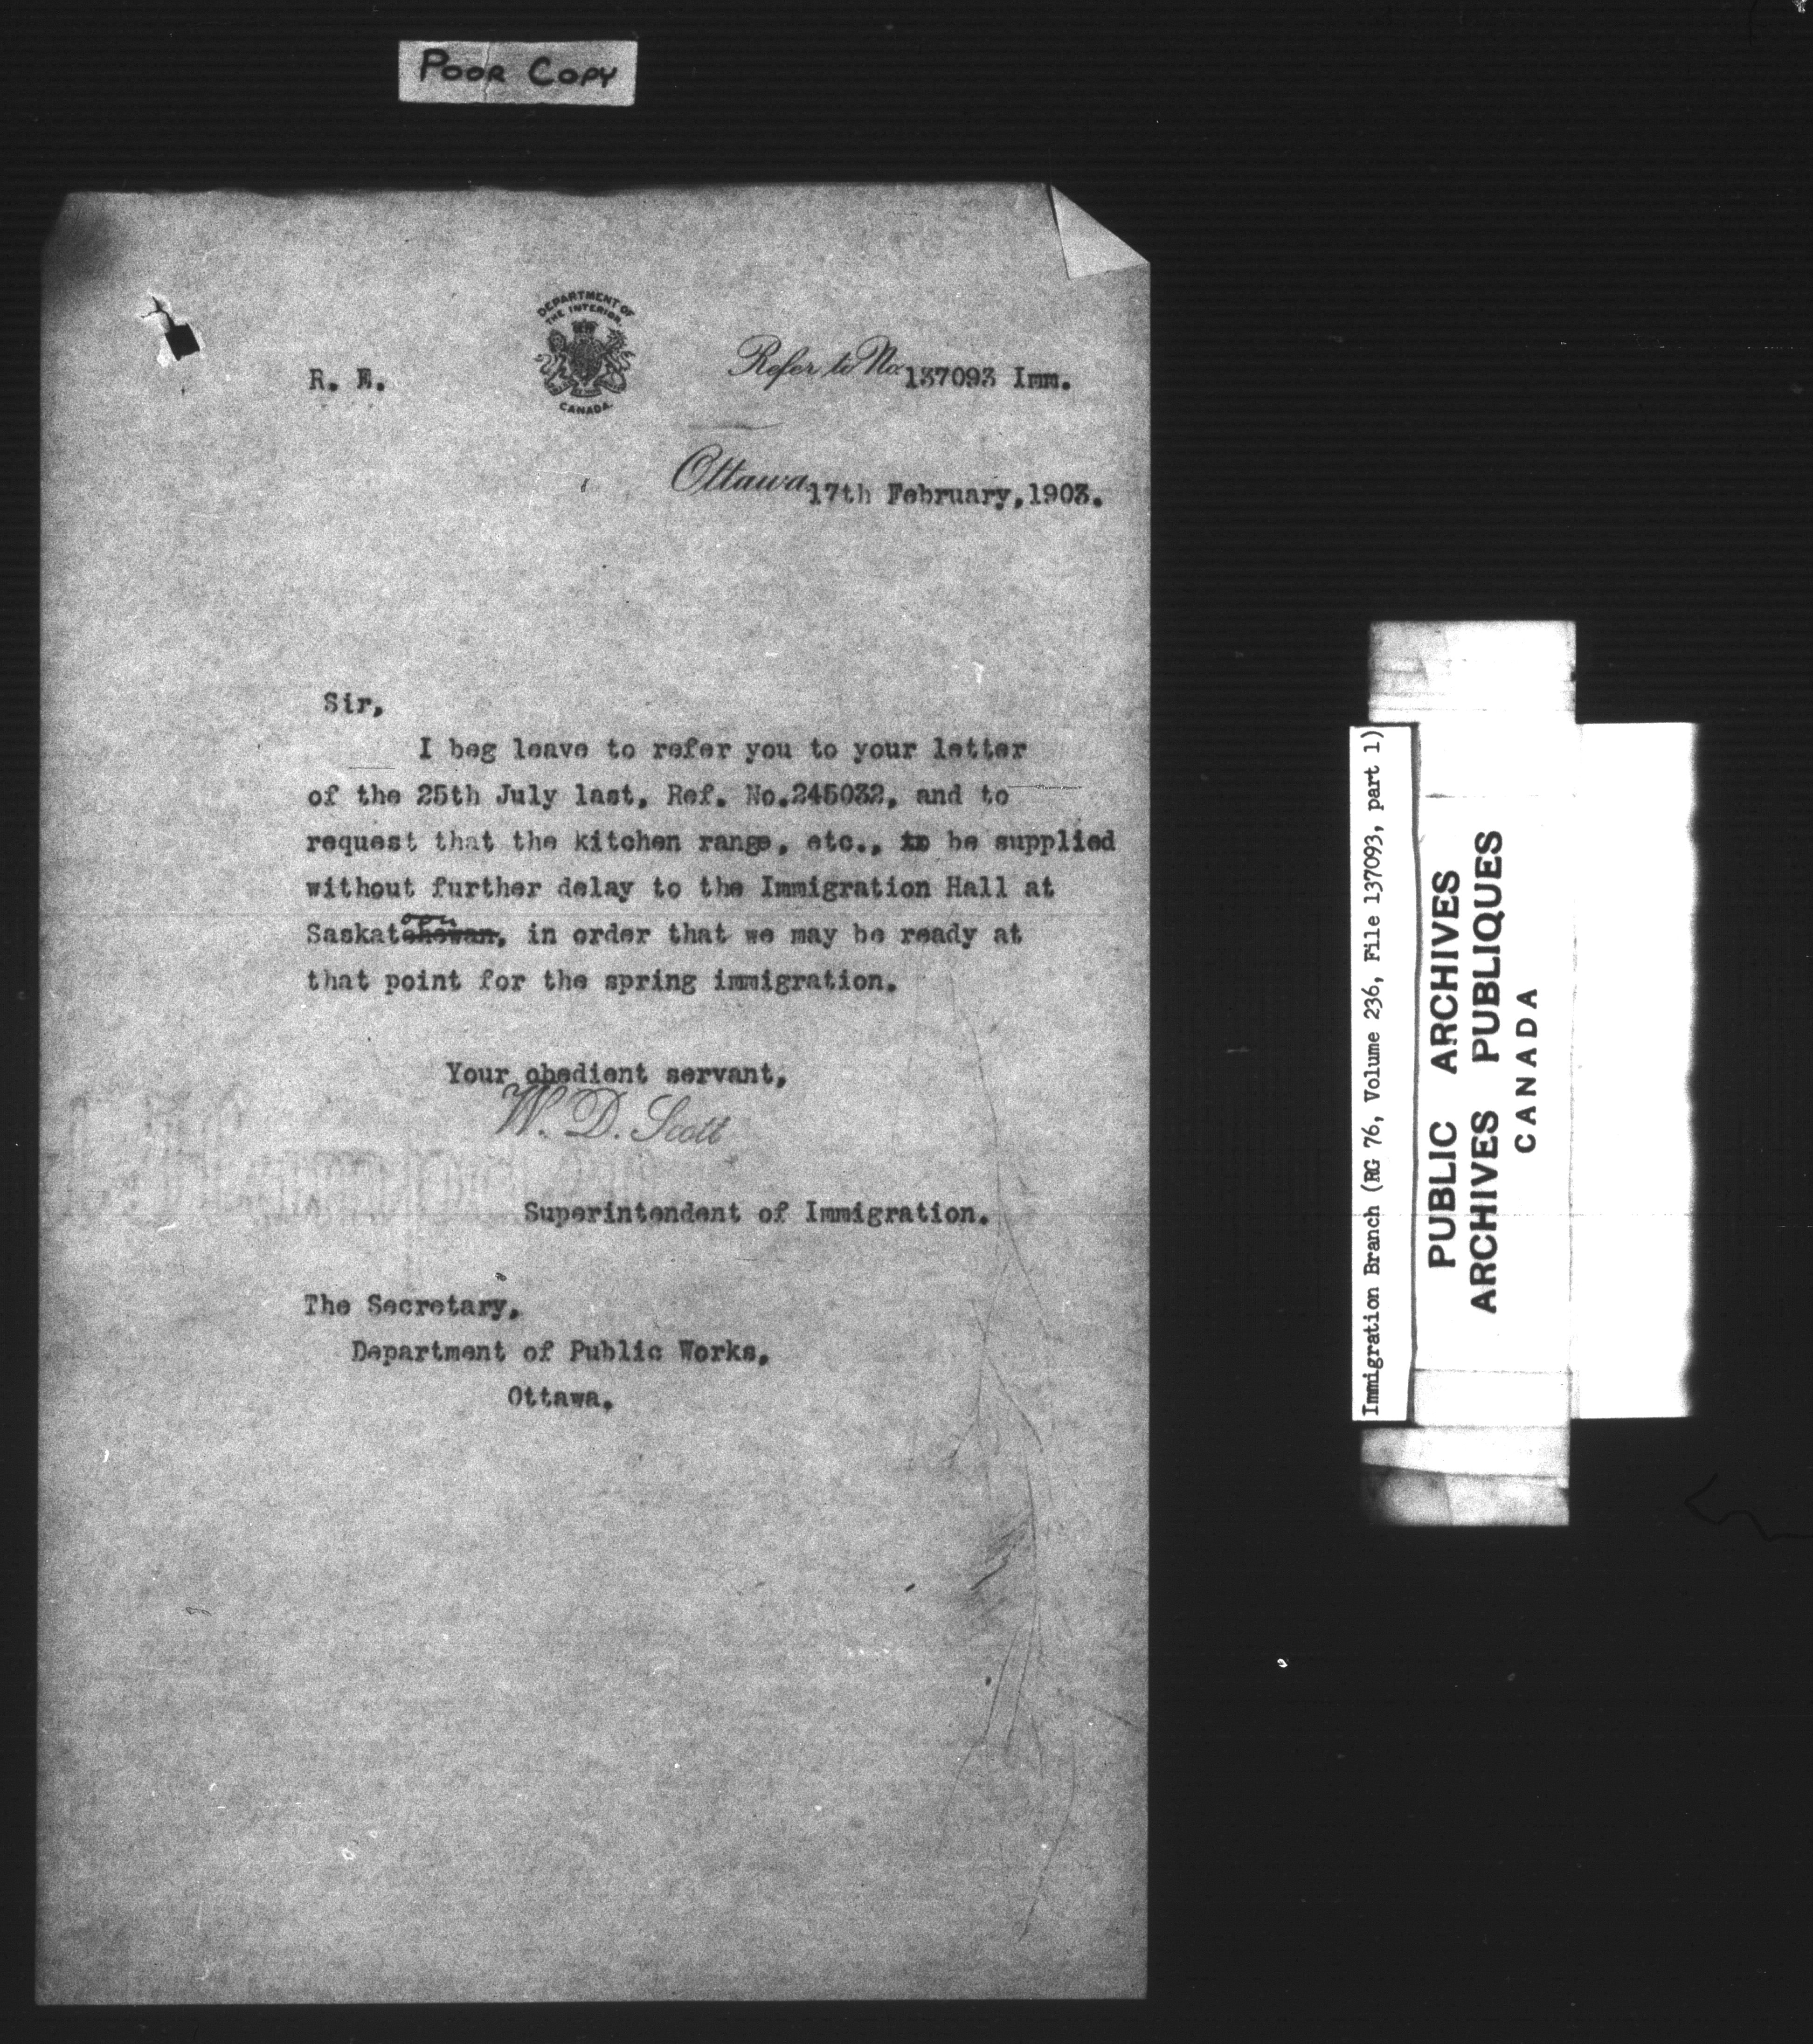 POOR COPY
DEPARTMENT OF
THE INTERIOR.
CANADA.
R. E.
Refer to No. 137093 Imm.
Ottawa 17th February, 1903.
Sir,
I beg leave to refer you to your letter
of the 25th July last, Ref. No.245032, and to
request that the kitchen range, etc., to be supplied
without further delay to the Immigration Hall at
oon
Saskatchewan, in order that we may be ready at
that point for the spring immigration.
Your obedient servant,
W. D. Scott
Superintendent of Immigration.
The Secretary,
Department of Public Works,
Ottawa.
Immigration Branch (RG 76, Volume 236, File 137093, part 1)
PUBLIC ARCHIVES
ARCHIVES PUBLIQUES
CANADA